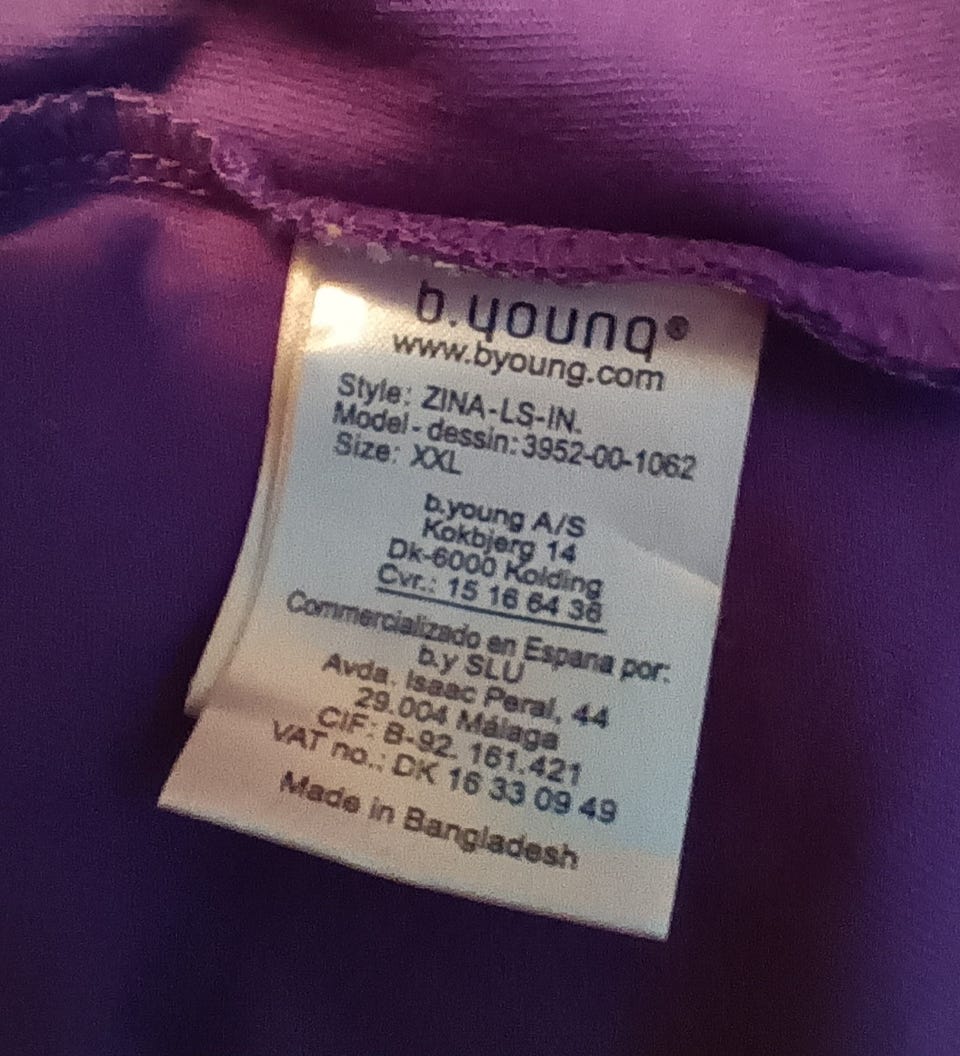 b.young®
www.byoung.com
Style: ZINA-LS-IN.
Model - dessin: 3952-00-1062
Size: XXL
b.young A/S
Kokbjerg 14
Dk-6000 Kolding
Cvr.: 15 16 64 36
Commercializado en Espana por:
b.y SLU
Avda. Isaac Peral, 44
29.004 Málaga
CIF: B-92. 161.421
VAT no.: DK 16 33 09 49
Made in Bangladesh